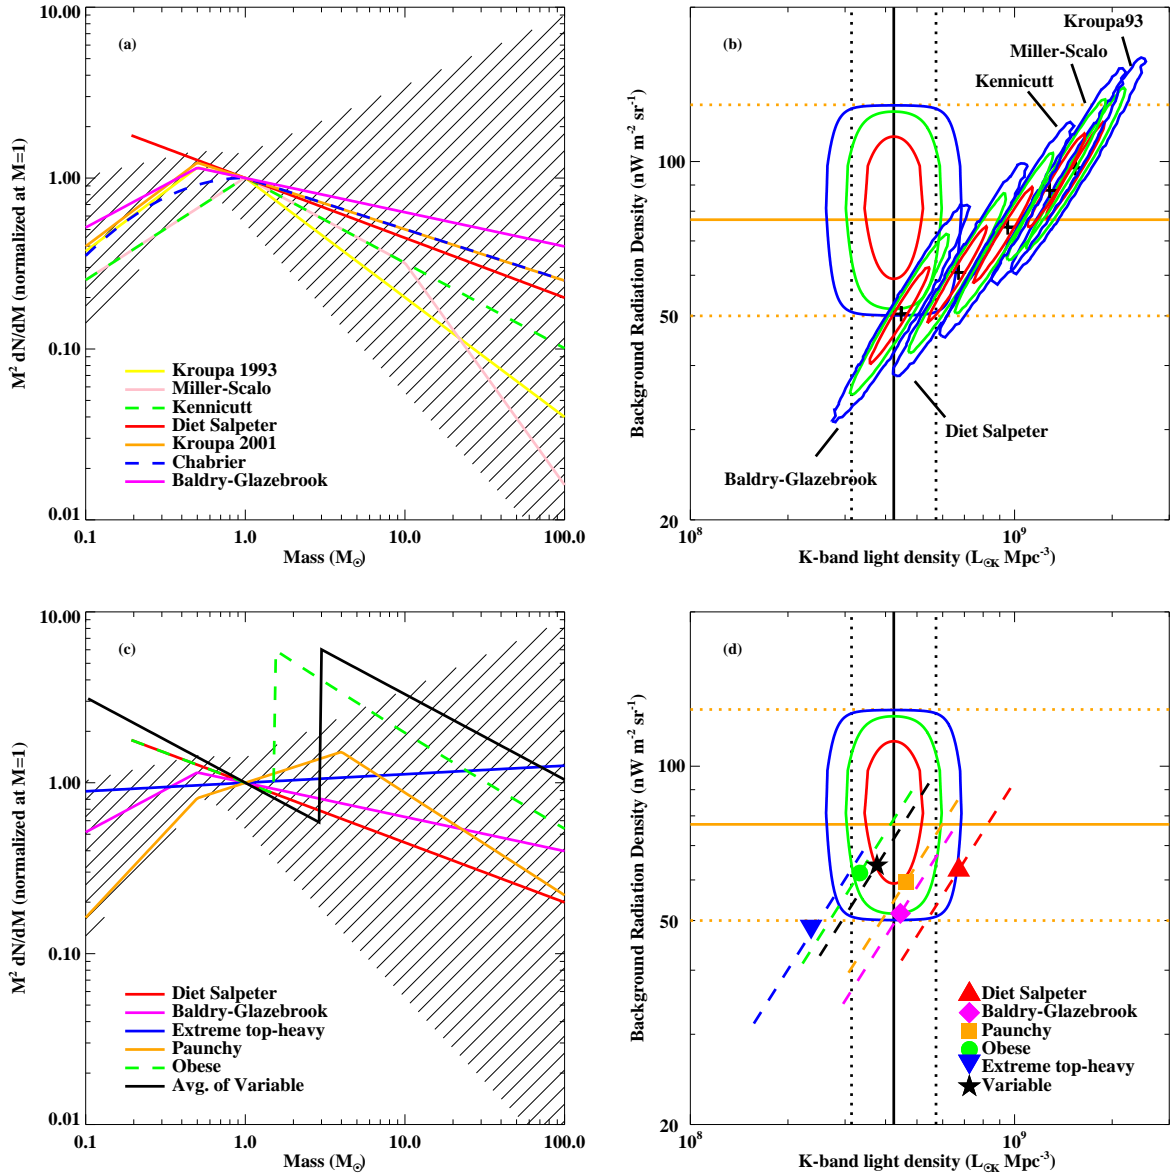 (a)
10.00
1.00
0.10
0.01
M² dN/dM (normalized at M=1)
Kroupa 1993
Miller-Scalo
Kennicutt
Diet Salpeter
Kroupa 2001
Chabrier
Baldry-Glazebrook
0.1 1.0 10.0 100.0
Mass (M⊙)
(b)
100
50
20
Background Radiation Density (nW m⁻² sr⁻¹)
Kroupa93
Miller-Scalo
Kennicutt
Diet Salpeter
Baldry-Glazebrook
10⁸ 10⁹
K-band light density (L⊙K Mpc⁻³)
(c)
10.00
1.00
0.10
0.01
M² dN/dM (normalized at M=1)
Diet Salpeter
Baldry-Glazebrook
Extreme top-heavy
Paunchy
Obese
Avg. of Variable
0.1 1.0 10.0 100.0
Mass (M⊙)
(d)
100
50
20
Background Radiation Density (nW m⁻² sr⁻¹)
Diet Salpeter
Baldry-Glazebrook
Paunchy
Obese
Extreme top-heavy
Variable
10⁸ 10⁹
K-band light density (L⊙K Mpc⁻³)